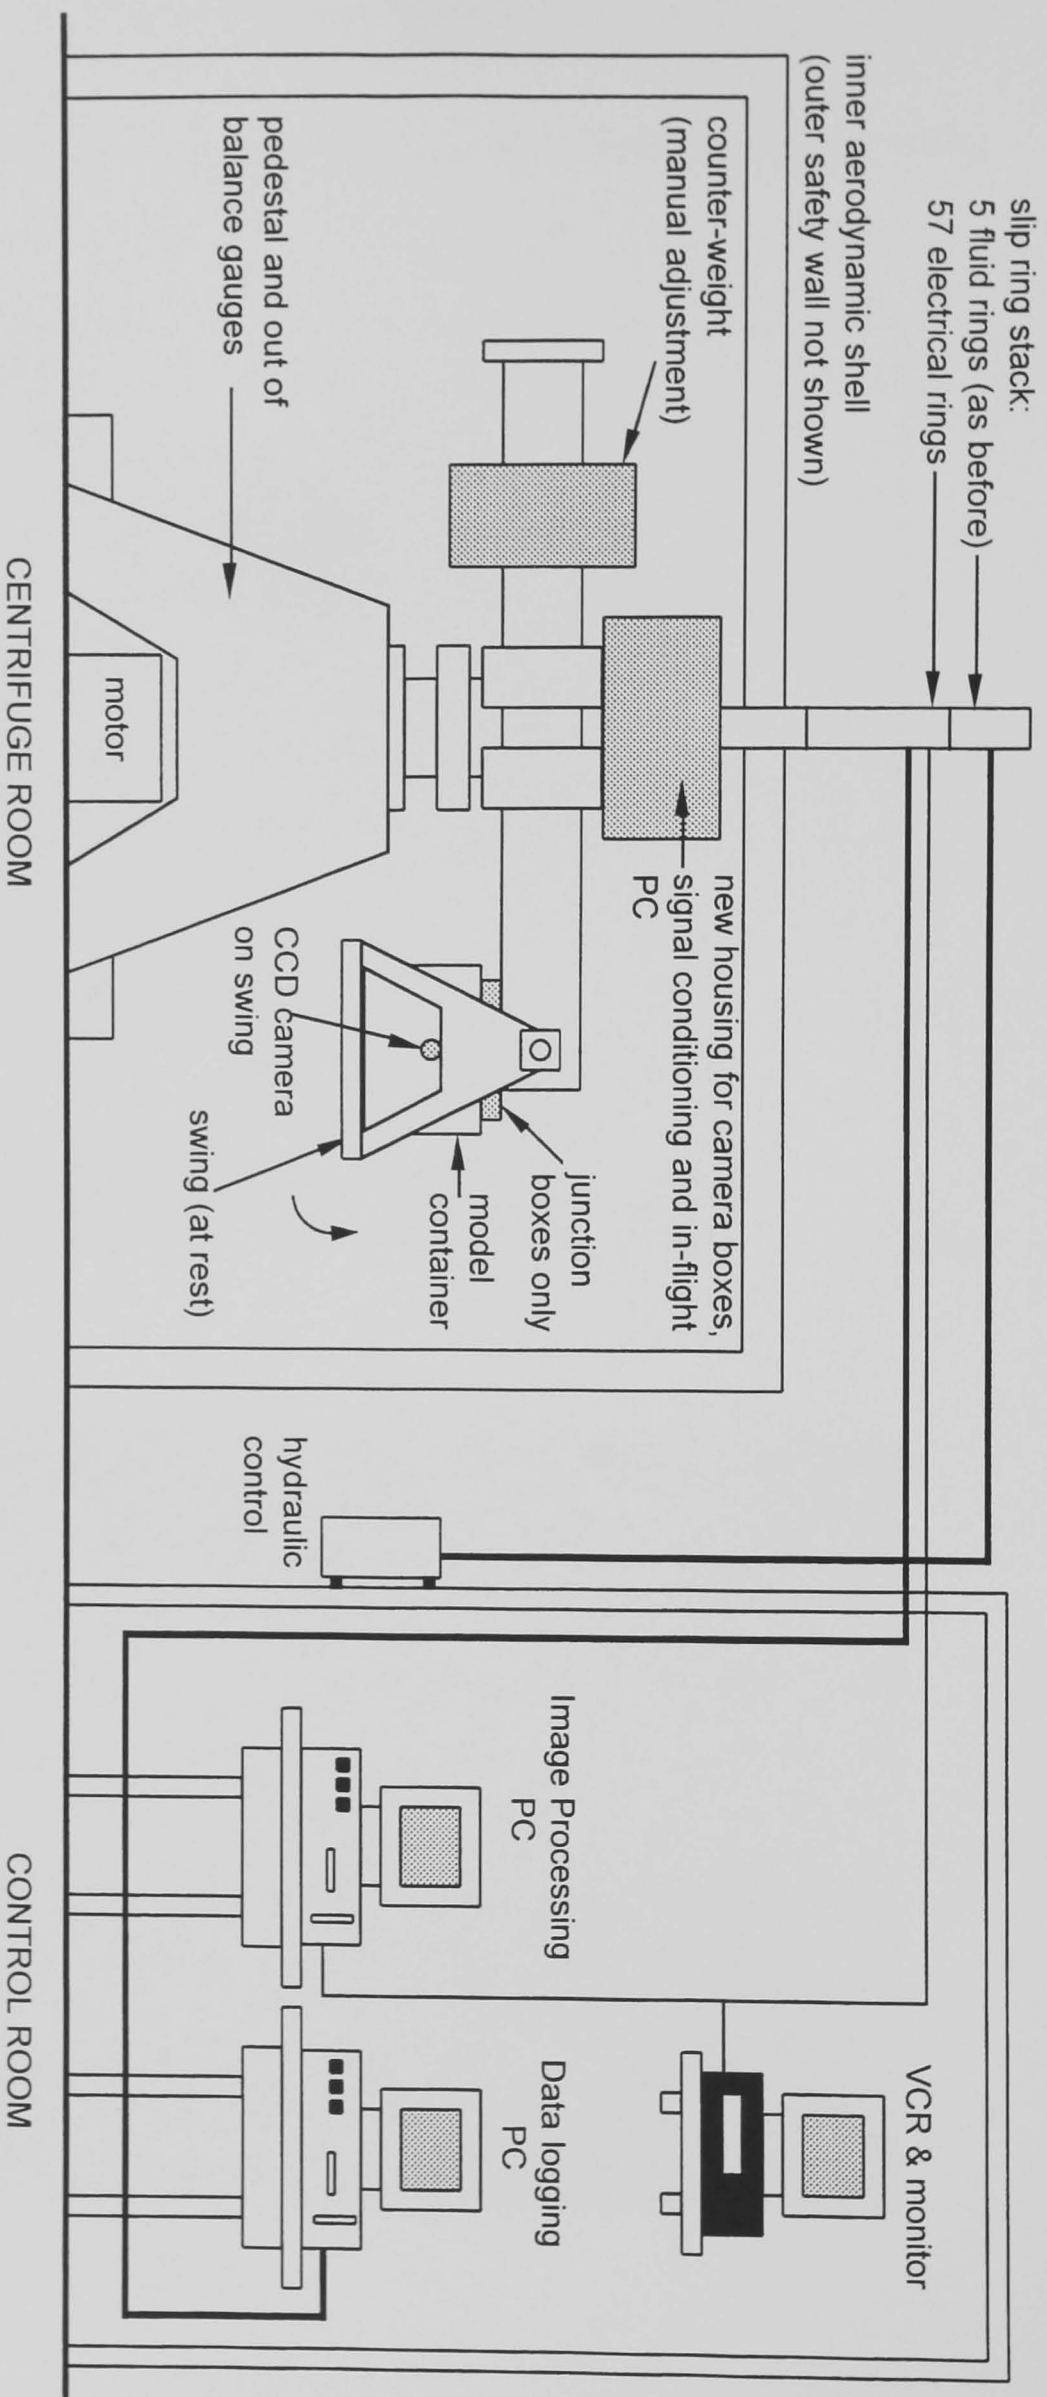 slip ring stack:
5 fluid rings (as before)
57 electrical rings
inner aerodynamic shell
(outer safety wall not shown)
counter-weight
(manual adjustment)
pedestal and out of
balance gauges
motor
new housing for camera boxes,
signal conditioning and in-flight
PC
junction
boxes only
model
container
CCD camera
on swing
swing (at rest)
hydraulic
control
VCR & monitor
Image Processing
PC
Data logging
PC
CENTRIFUGE ROOM
CONTROL ROOM